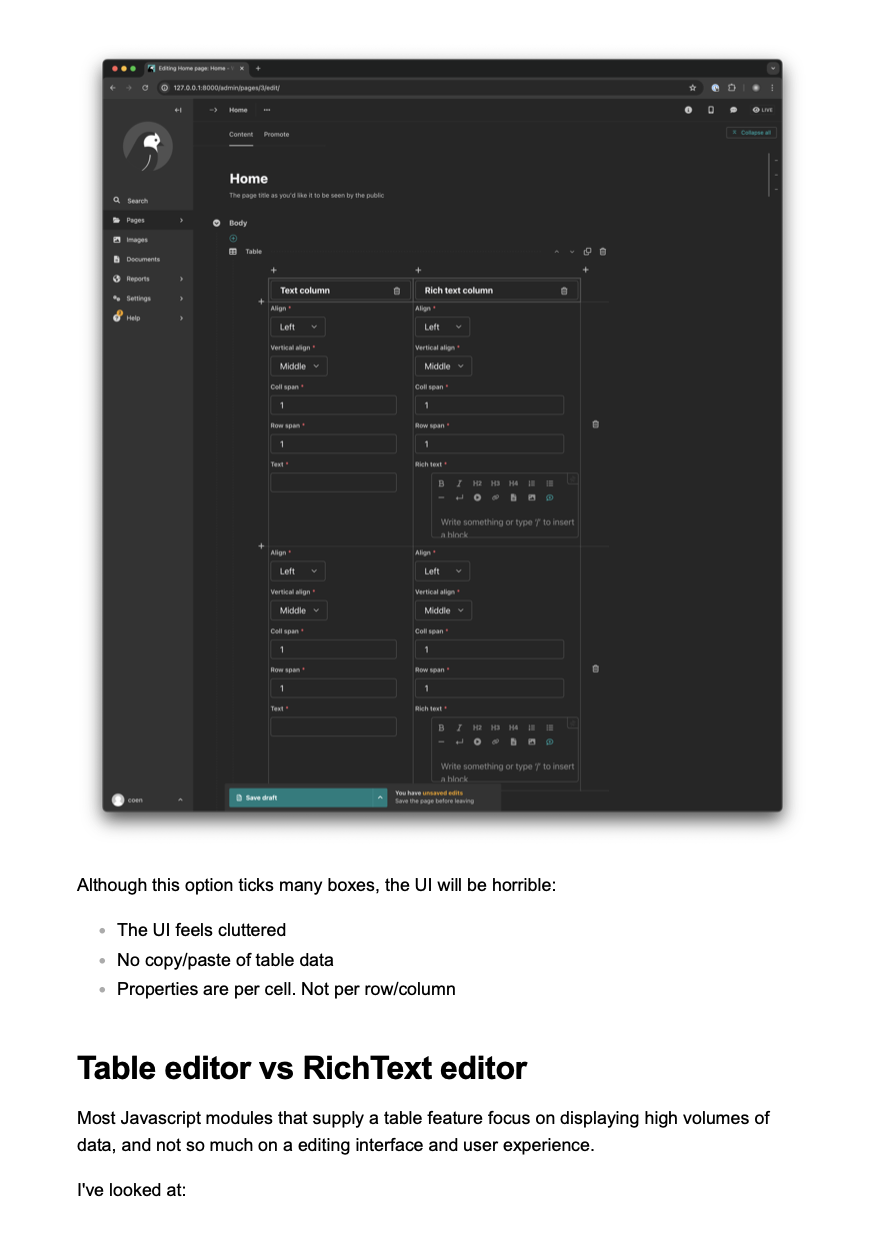 Editing Home page: Home -
127.0.0.1:8000/admin/pages/3/edit/
Home
LIVE
Content Promote
Collapse all
Home
The page title as you'd like it to be seen by the public
Search
Pages
Images
Documents
Reports
Settings
Help
Body
Table
Text column Rich text column
Align * Align *
Left Left
Vertical align * Vertical align *
Middle Middle
Coll span * Coll span *
1 1
Row span * Row span *
1 1
Text * Rich text *
B I H2 H3 H4
Write something or type '/' to insert
a block
Align * Align *
Left Left
Vertical align * Vertical align *
Middle Middle
Coll span * Coll span *
1 1
Row span * Row span *
1 1
Text * Rich text *
B I H2 H3 H4
Write something or type '/' to insert
a block
coen
Save draft
You have unsaved edits
Save the page before leaving
Although this option ticks many boxes, the UI will be horrible:
The UI feels cluttered
No copy/paste of table data
Properties are per cell. Not per row/column
Table editor vs RichText editor
Most Javascript modules that supply a table feature focus on displaying high volumes of
data, and not so much on a editing interface and user experience.
I've looked at: